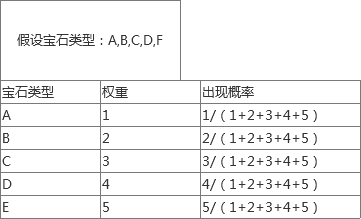 假设宝石类型：A,B,C,D,F
宝石类型 权重 出现概率
A 1 1/（1+2+3+4+5）
B 2 2/（1+2+3+4+5）
C 3 3/（1+2+3+4+5）
D 4 4/（1+2+3+4+5）
E 5 5/（1+2+3+4+5）